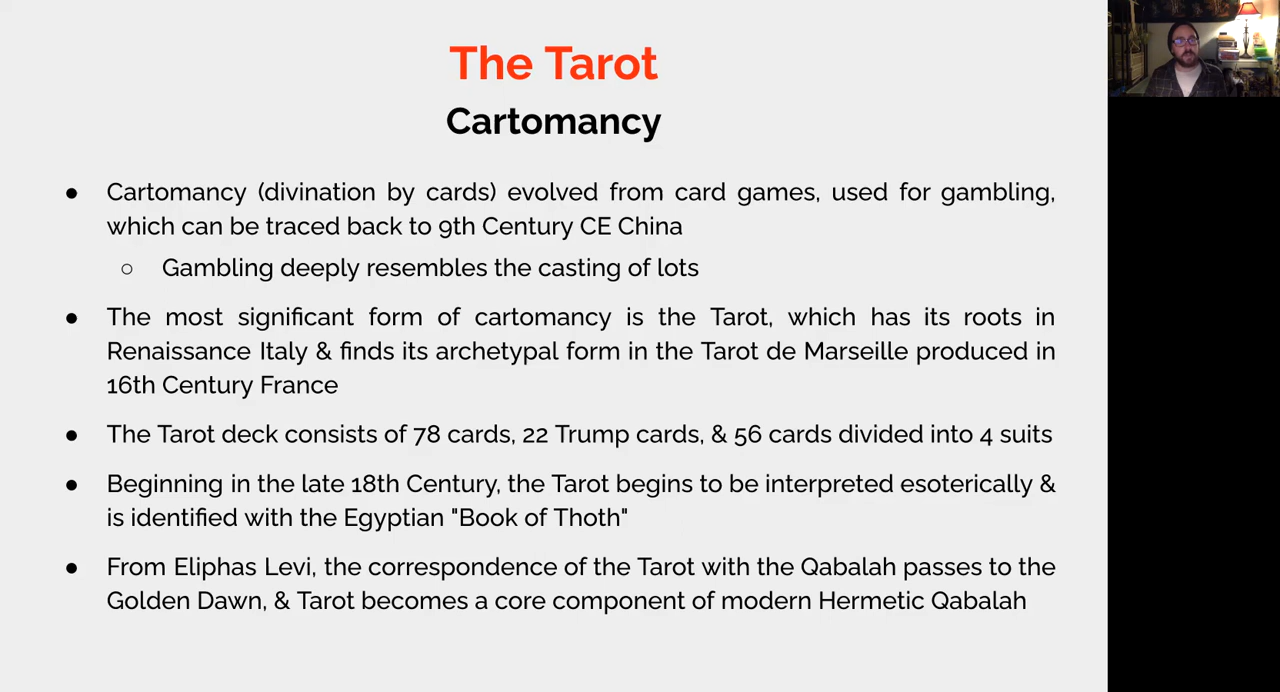 The Tarot
Cartomancy
● Cartomancy (divination by cards) evolved from card games, used for gambling,
which can be traced back to 9th Century CE China
○ Gambling deeply resembles the casting of lots
● The most significant form of cartomancy is the Tarot, which has its roots in
Renaissance Italy & finds its archetypal form in the Tarot de Marseille produced in
16th Century France
● The Tarot deck consists of 78 cards, 22 Trump cards, & 56 cards divided into 4 suits
● Beginning in the late 18th Century, the Tarot begins to be interpreted esoterically &
is identified with the Egyptian "Book of Thoth"
● From Eliphas Levi, the correspondence of the Tarot with the Qabalah passes to the
Golden Dawn, & Tarot becomes a core component of modern Hermetic Qabalah